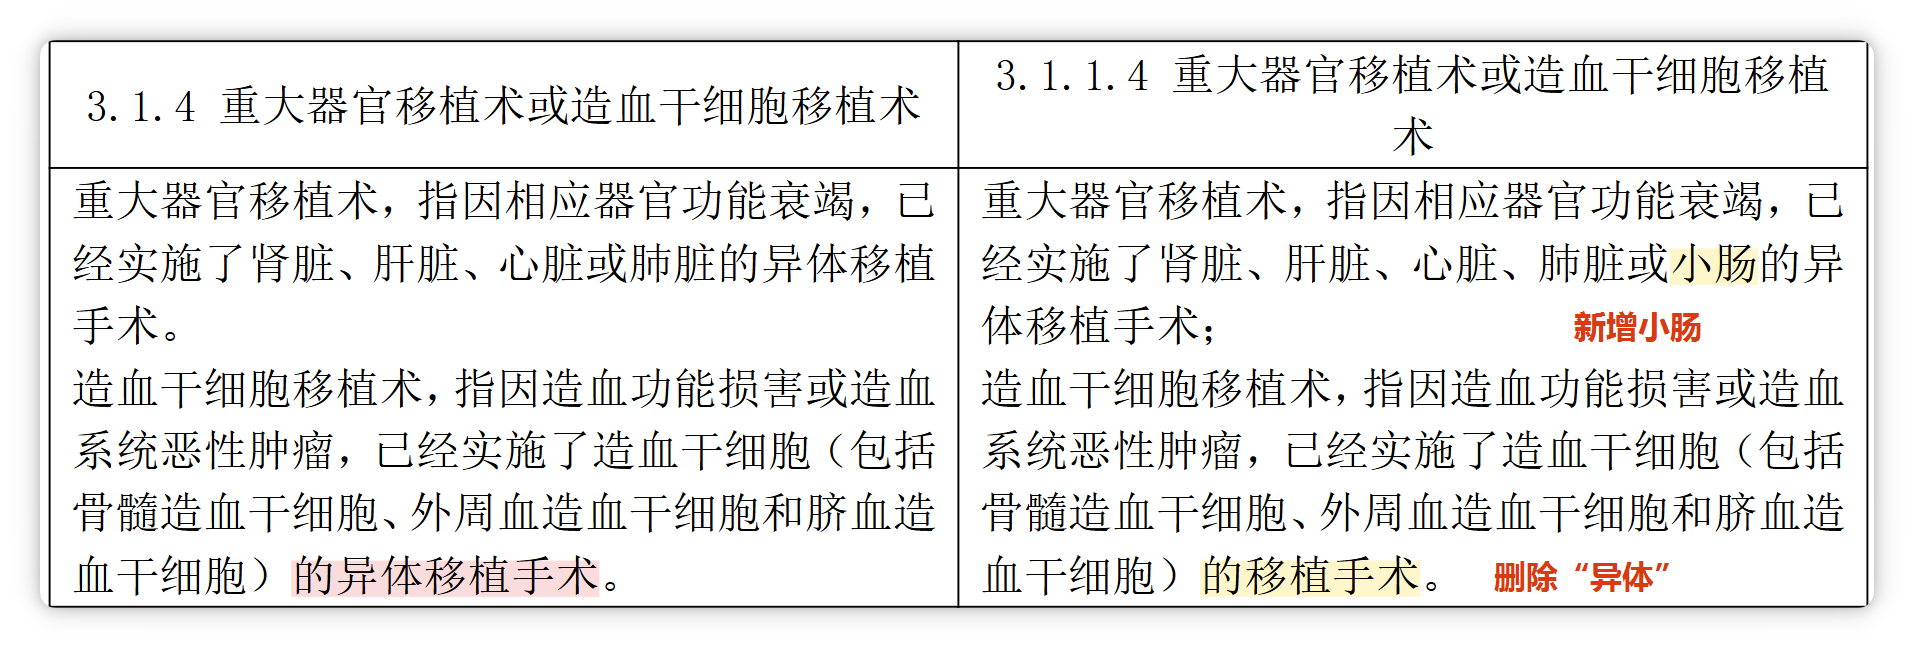 3.1.4 重大器官移植术或造血干细胞移植术
重大器官移植术，指因相应器官功能衰竭，已
经实施了肾脏、肝脏、心脏或肺脏的异体移植
手术。
造血干细胞移植术，指因造血功能损害或造血
系统恶性肿瘤，已经实施了造血干细胞（包括
骨髓造血干细胞、外周血造血干细胞和脐血造
血干细胞）的异体移植手术。
3.1.1.4 重大器官移植术或造血干细胞移植
术
重大器官移植术，指因相应器官功能衰竭，已
经实施了肾脏、肝脏、心脏、肺脏或小肠的异
体移植手术；
新增小肠
造血干细胞移植术，指因造血功能损害或造血
系统恶性肿瘤，已经实施了造血干细胞（包括
骨髓造血干细胞、外周血造血干细胞和脐血造
血干细胞）的移植手术。
删除“异体”